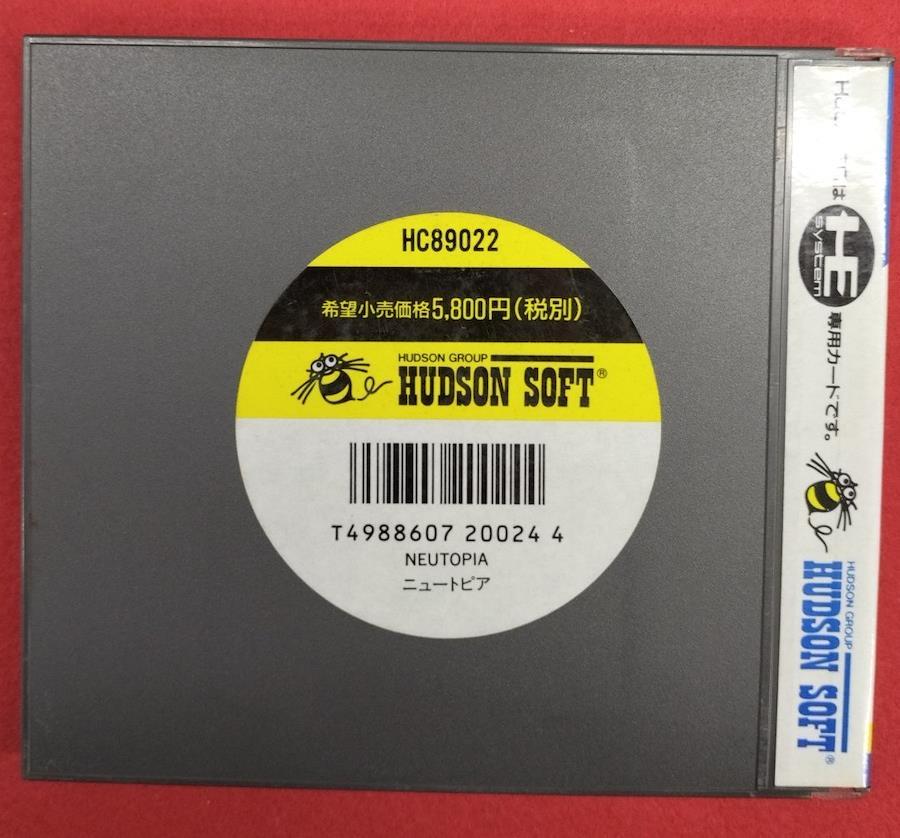 HC89022
希望小売価格5,800円(税別)
HUDSON GROUP
HUDSON SOFT®
T4988607 20024 4
NEUTOPIA
ニュートピア
HE
system
専用カードです。
HUDSON GROUP
HUDSON SOFT®